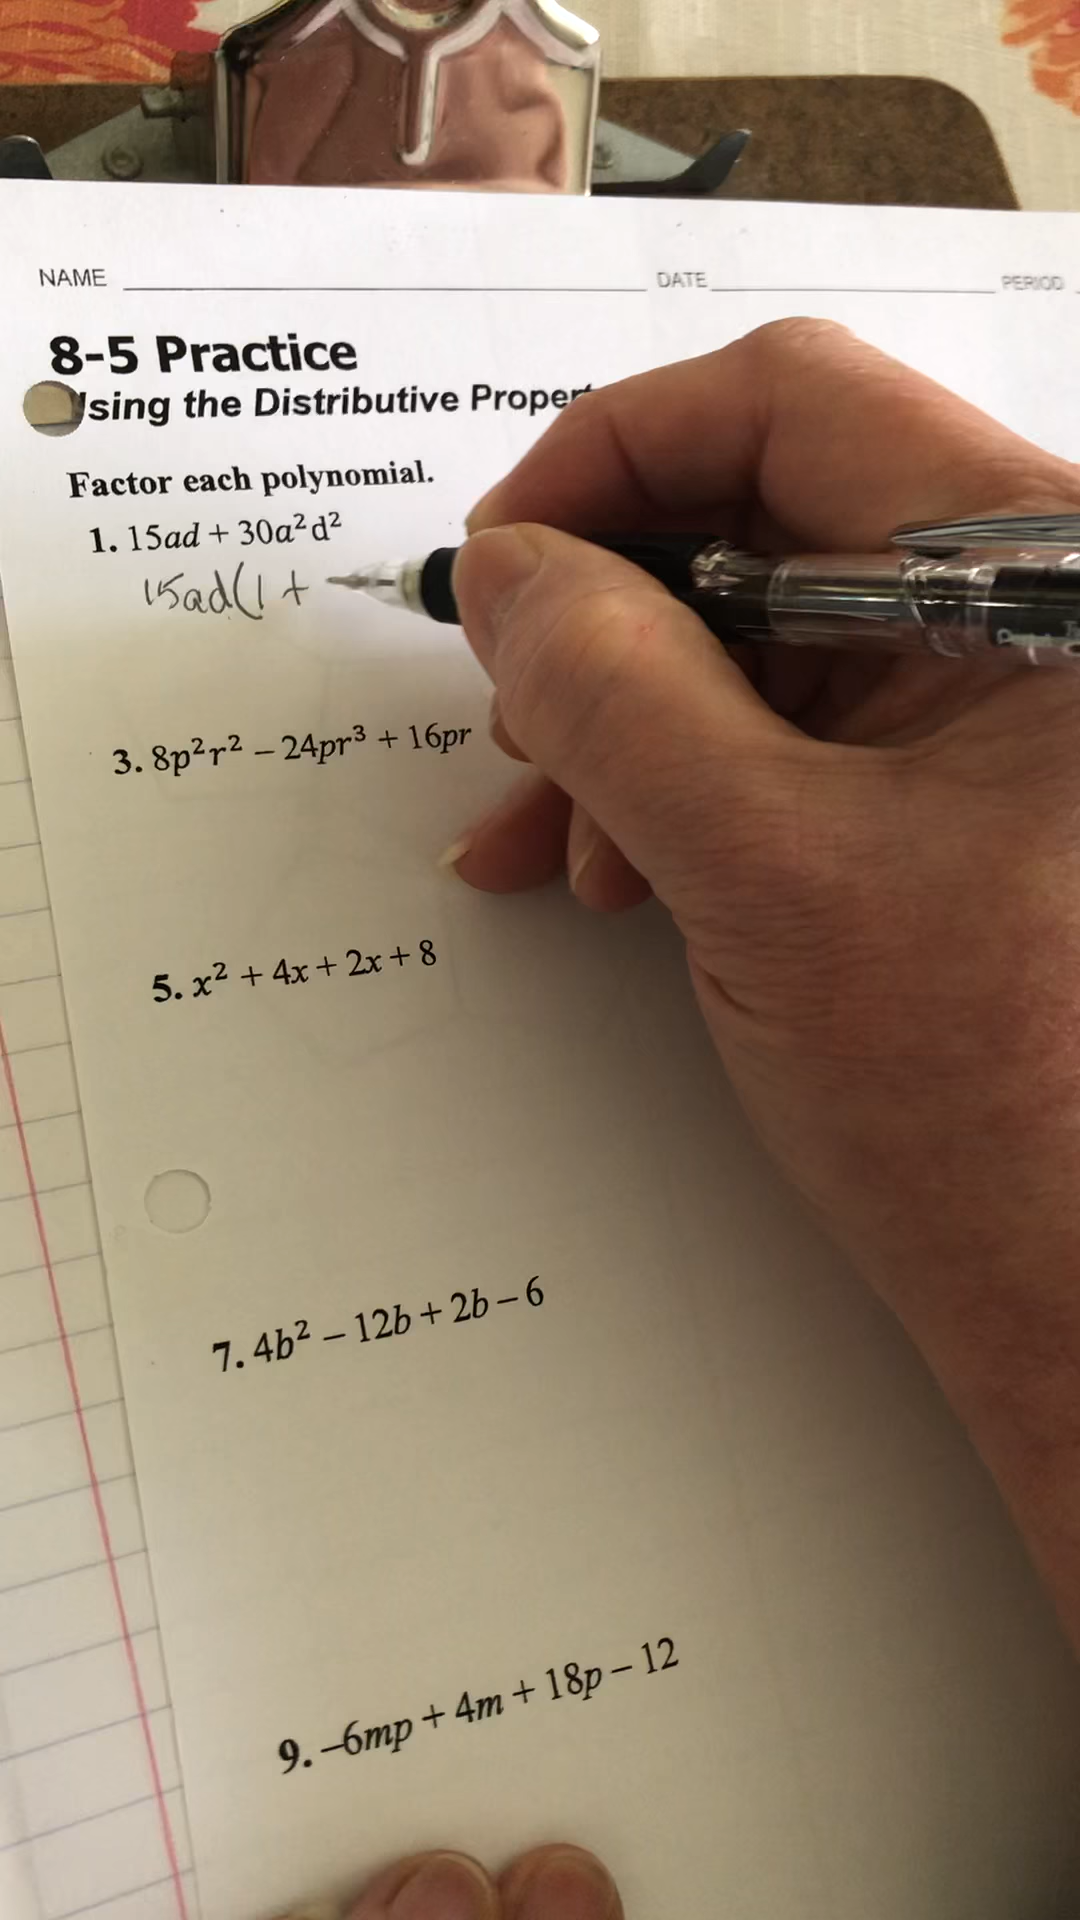 NAME DATE PERIOD
8-5 Practice
sing the Distributive Proper
Factor each polynomial.
1. 15ad + 30a²d²
15ad(1 +
3. 8p²r² – 24pr³ + 16pr
5. x² + 4x + 2x + 8
7. 4b² – 12b + 2b – 6
9. –6mp + 4m + 18p – 12